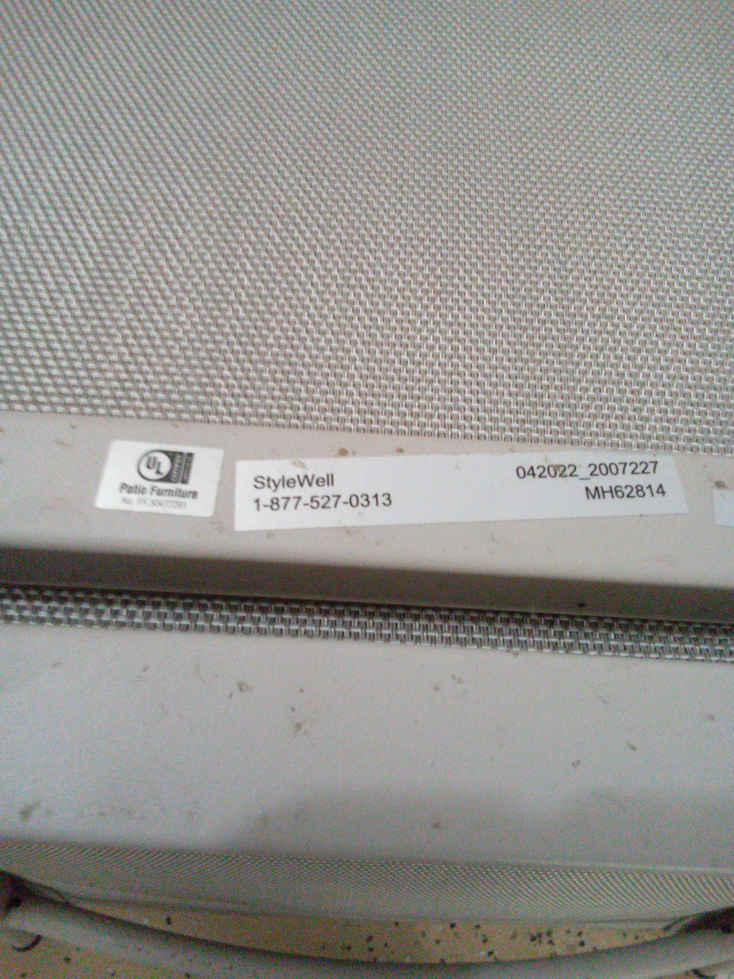 UL
Patio Furniture
StyleWell
1-877-527-0313
042022_2007227
MH62814